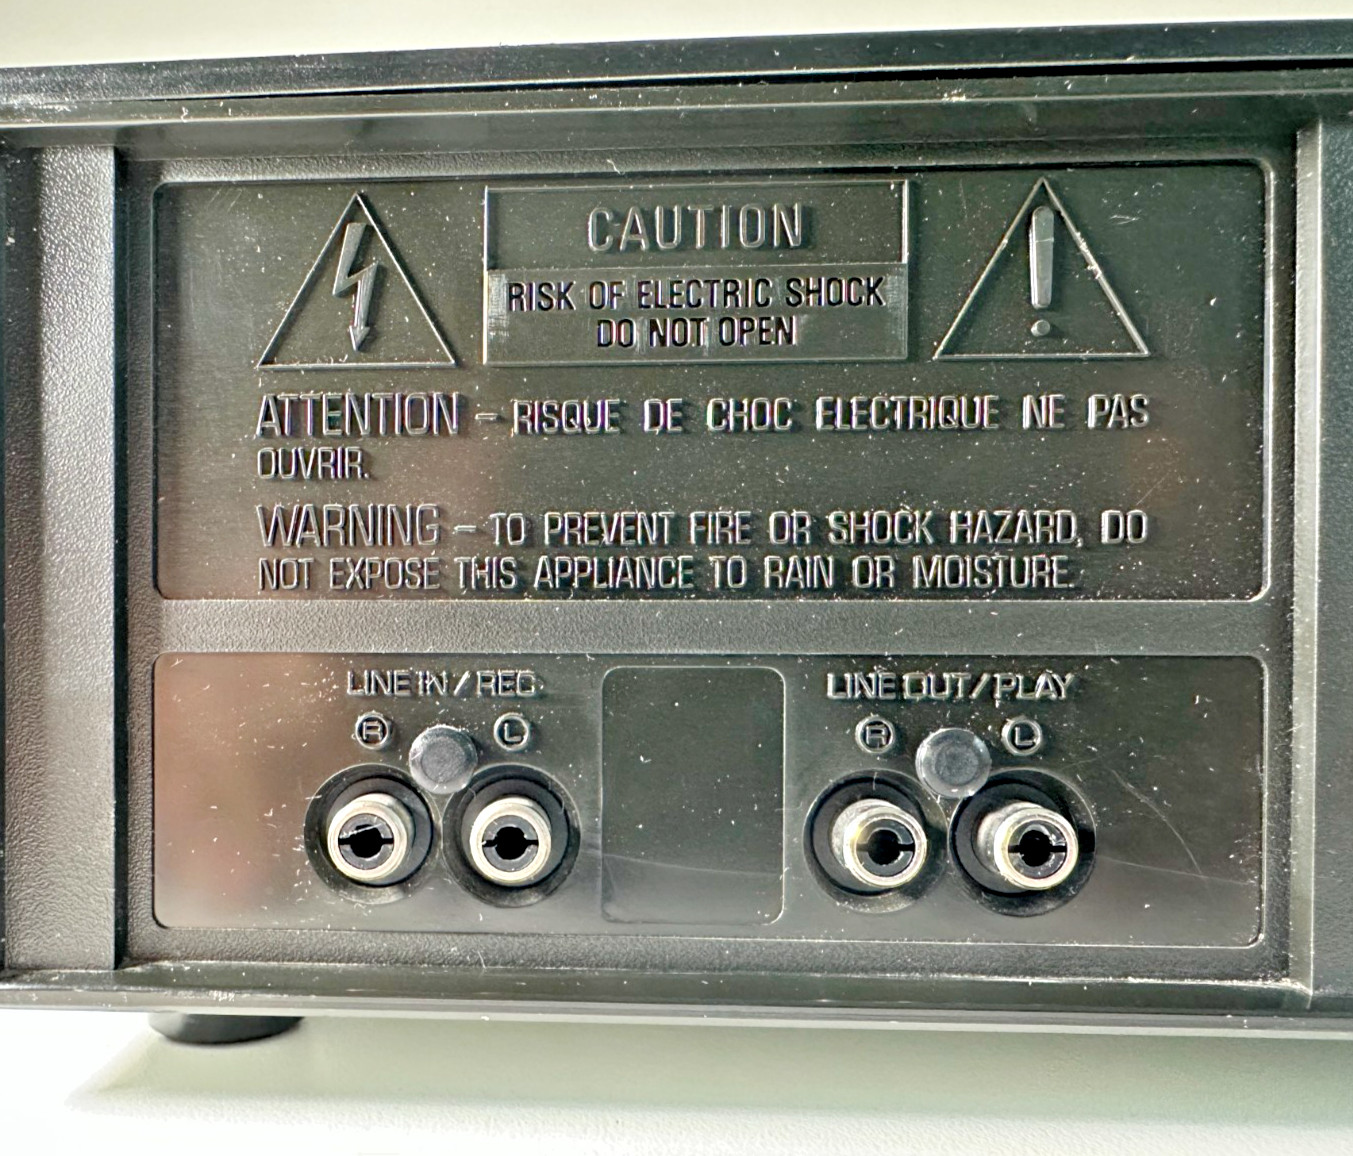 CAUTION
RISK OF ELECTRIC SHOCK
DO NOT OPEN
ATTENTION – RISQUE DE CHOC ELECTRIQUE NE PAS
OUVRIR.
WARNING – TO PREVENT FIRE OR SHOCK HAZARD, DO
NOT EXPOSE THIS APPLIANCE TO RAIN OR MOISTURE.
LINE IN / REC
LINE OUT / PLAY
R L
R L